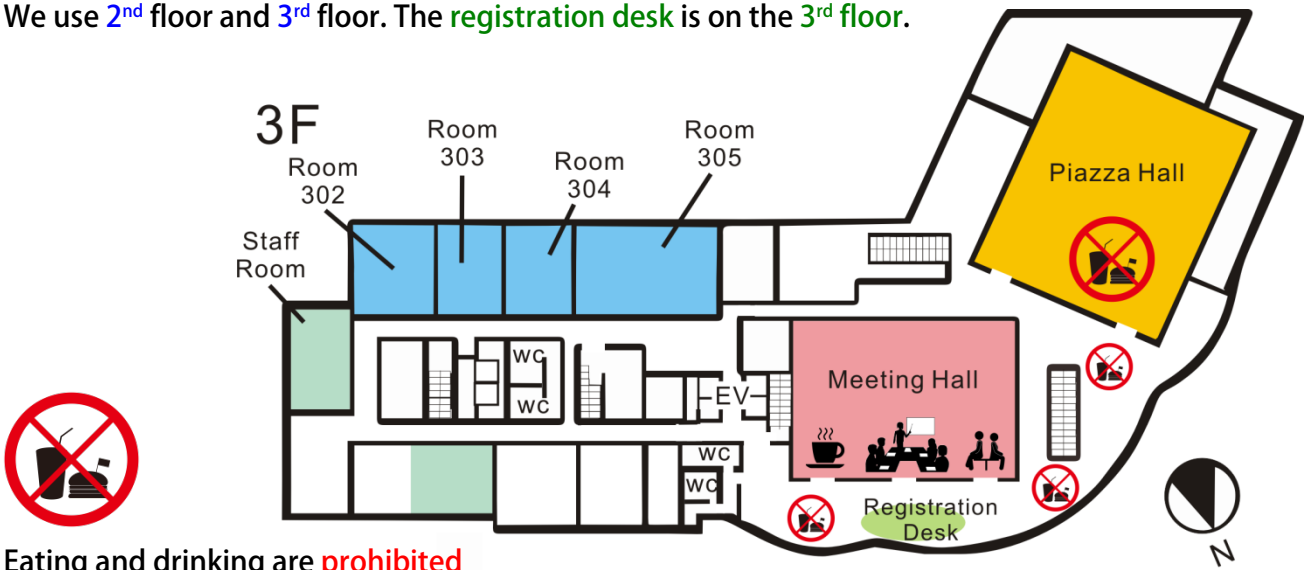 We use 2nd floor and 3rd floor. The registration desk is on the 3rd floor.
3F
Room
302
Room
303
Room
304
Room
305
Piazza Hall
Staff
Room
WC
WC
EV
Meeting Hall
WC
WC
Registration
Desk
N
Eating and drinking are prohibited